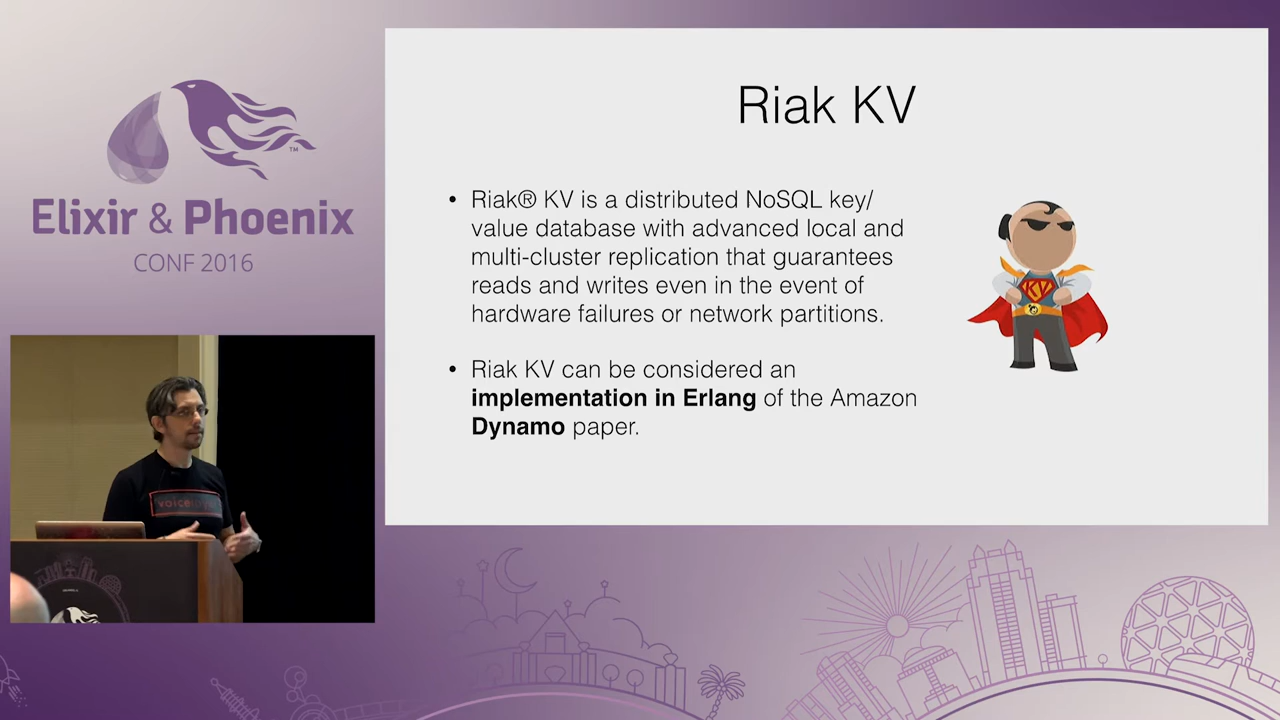 Elixir & Phoenix
CONF 2016
TM
Riak KV
• Riak® KV is a distributed NoSQL key/
value database with advanced local and
multi-cluster replication that guarantees
reads and writes even in the event of
hardware failures or network partitions.
• Riak KV can be considered an
implementation in Erlang of the Amazon
Dynamo paper.
KV